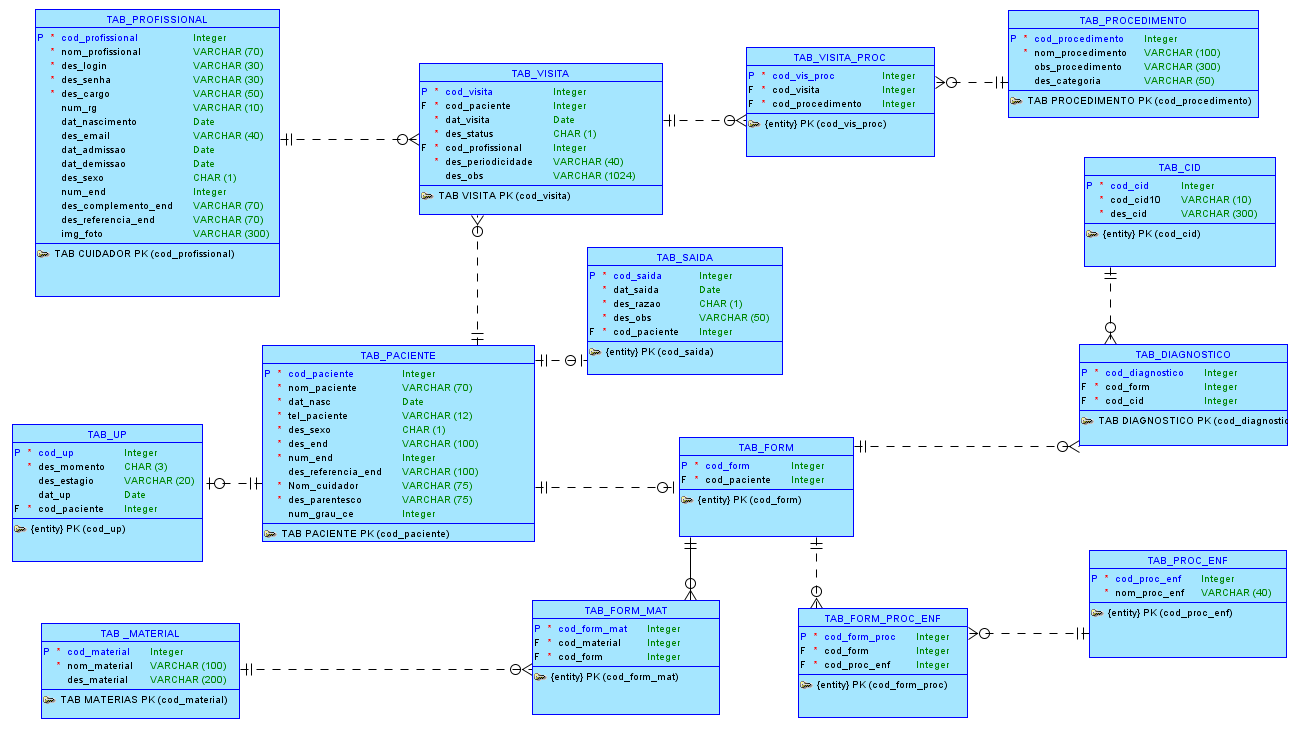 TAB_PROFISSIONAL
P * cod_profissional Integer
* nom_profissional VARCHAR (70)
* des_login VARCHAR (30)
* des_senha VARCHAR (30)
* des_cargo VARCHAR (50)
num_rg VARCHAR (10)
dat_nascimento Date
des_email VARCHAR (40)
dat_admissao Date
dat_demissao Date
des_sexo CHAR (1)
num_end Integer
des_complemento_end VARCHAR (70)
des_referencia_end VARCHAR (70)
img_foto VARCHAR (300)
TAB CUIDADOR PK (cod_profissional)
TAB_VISITA
P * cod_visita Integer
F * cod_paciente Integer
* dat_visita Date
* des_status CHAR (1)
F * cod_profissional Integer
* des_periodicidade VARCHAR (40)
des_obs VARCHAR (1024)
TAB VISITA PK (cod_visita)
TAB_VISITA_PROC
P * cod_vis_proc Integer
F * cod_visita Integer
F * cod_procedimento Integer
{entity} PK (cod_vis_proc)
TAB_PROCEDIMENTO
P * cod_procedimento Integer
* nom_procedimento VARCHAR (100)
obs_procedimento VARCHAR (300)
des_categoria VARCHAR (50)
TAB PROCEDIMENTO PK (cod_procedimento)
TAB_CID
P * cod_cid Integer
* cod_cid10 VARCHAR (10)
* des_cid VARCHAR (300)
{entity} PK (cod_cid)
TAB_SAIDA
P * cod_saida Integer
* dat_saida Date
* des_razao CHAR (1)
* des_obs VARCHAR (50)
F * cod_paciente Integer
{entity} PK (cod_saida)
TAB_PACIENTE
P * cod_paciente Integer
* nom_paciente VARCHAR (70)
* dat_nasc Date
* tel_paciente VARCHAR (12)
* des_sexo CHAR (1)
* des_end VARCHAR (100)
* num_end Integer
des_referencia_end VARCHAR (100)
* Nom_cuidador VARCHAR (75)
* des_parentesco VARCHAR (75)
num_grau_ce Integer
TAB PACIENTE PK (cod_paciente)
TAB_DIAGNOSTICO
P * cod_diagnostico Integer
F * cod_form Integer
F * cod_cid Integer
TAB DIAGNOSTICO PK (cod_diagnostic
TAB_UP
P * cod_up Integer
* des_momento CHAR (3)
des_estagio VARCHAR (20)
dat_up Date
F * cod_paciente Integer
{entity} PK (cod_up)
TAB_FORM
P * cod_form Integer
F * cod_paciente Integer
{entity} PK (cod_form)
TAB_PROC_ENF
P * cod_proc_enf Integer
* nom_proc_enf VARCHAR (40)
{entity} PK (cod_proc_enf)
TAB_FORM_MAT
P * cod_form_mat Integer
F * cod_material Integer
F * cod_form Integer
{entity} PK (cod_form_mat)
TAB_FORM_PROC_ENF
P * cod_form_proc Integer
F * cod_form Integer
F * cod_proc_enf Integer
{entity} PK (cod_form_proc)
TAB _MATERIAL
P * cod_material Integer
* nom_material VARCHAR (100)
des_material VARCHAR (200)
TAB MATERIAS PK (cod_material)